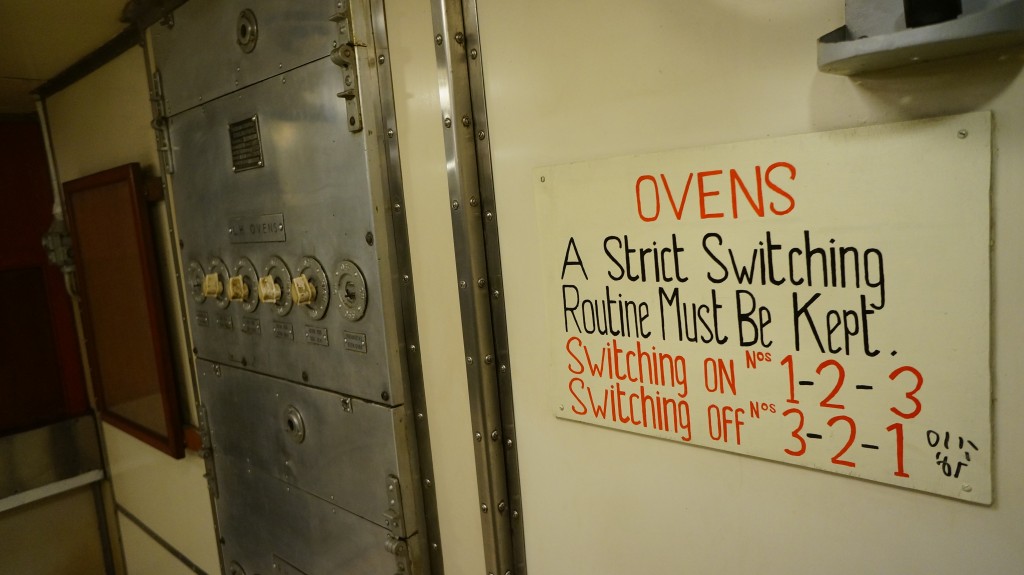 OVENS
A Strict Switching
Routine Must Be Kept.
Switching ON Nos 1-2-3
Switching OFF Nos 3-2-1
OVENS